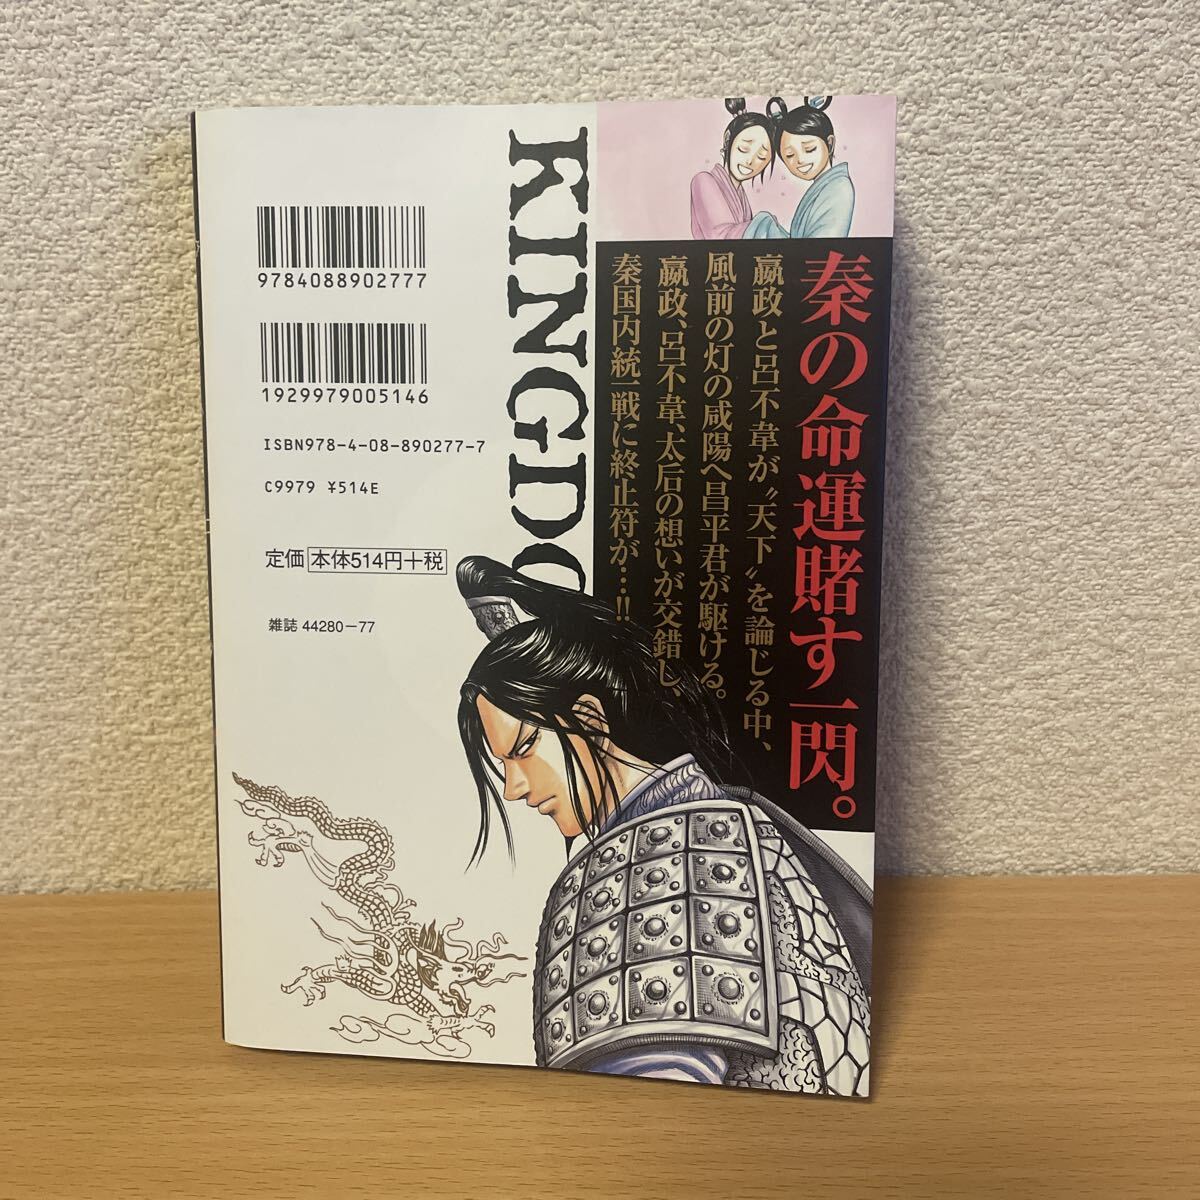 秦の命運賭す一閃。
嬴政と呂不韋が〝天下〟を論じる中、
風前の灯の咸陽へ昌平君が駆ける。
嬴政、呂不韋、太后の想いが交錯し、
秦国内統一戦に終止符が…!!
KINGDO
9784088902777
1929979005146
ISBN978-4-08-890277-7
C9979 ¥514E
定価 本体514円+税
雑誌 44280-77